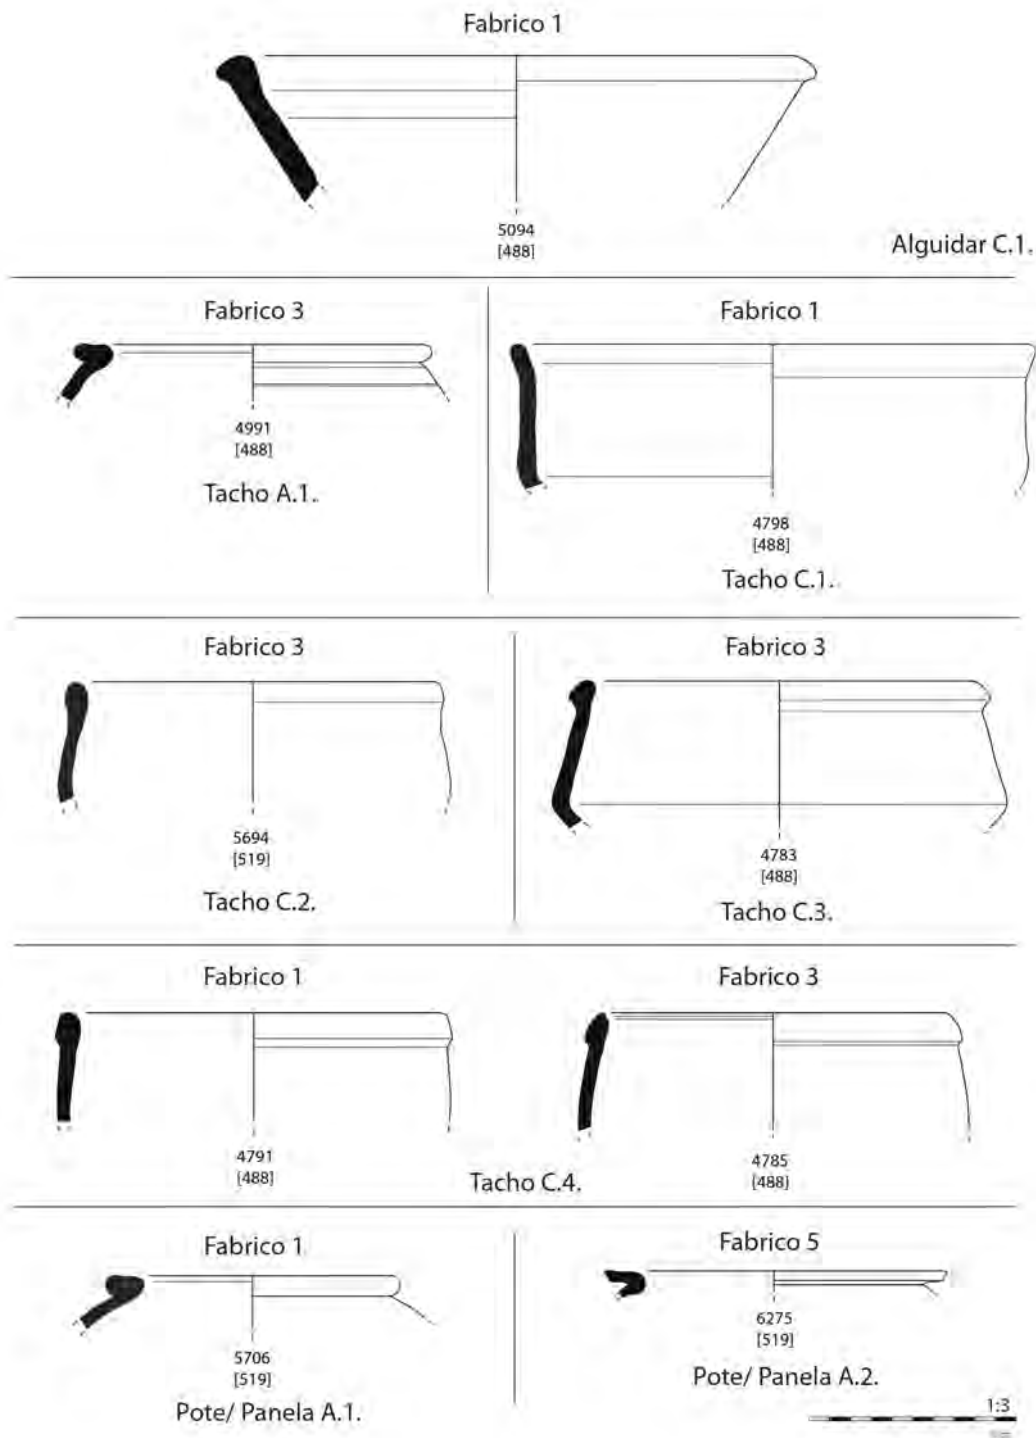 Fabrico 1
5094
[488]
Alguidar C.1.
Fabrico 3
4991
[488]
Tacho A.1.
Fabrico 1
4798
[488]
Tacho C.1.
Fabrico 3
5694
[519]
Tacho C.2.
Fabrico 3
4783
[488]
Tacho C.3.
Fabrico 1
4791
[488]
Fabrico 3
4785
[488]
Tacho C.4.
Fabrico 1
5706
[519]
Pote/ Panela A.1.
Fabrico 5
6275
[519]
Pote/ Panela A.2.
1:3